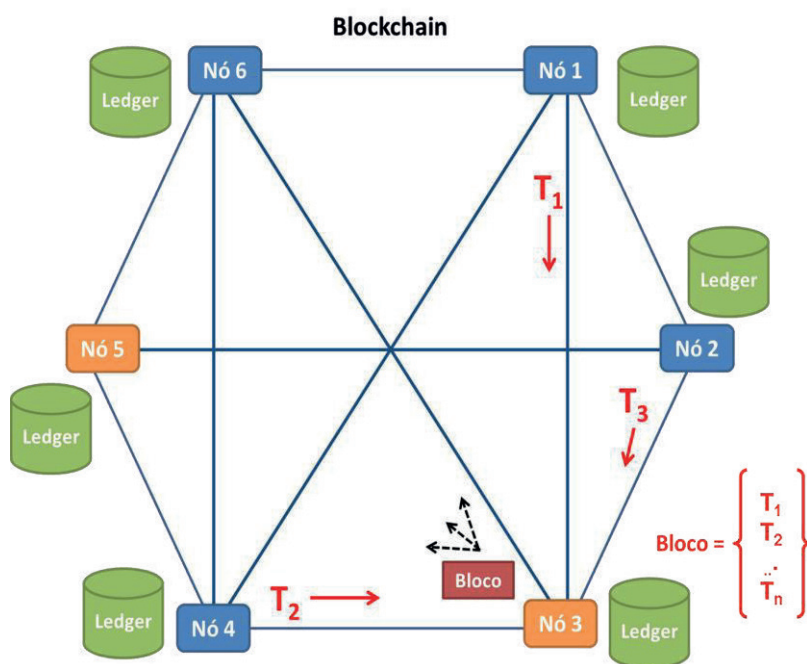 Blockchain
Nó 6
Nó 1
Ledger
Ledger
T1
Ledger
Nó 5
Nó 2
Ledger
T3
Bloco = { T1
T2
...
Tn }
Bloco
T2
Ledger
Nó 4
Nó 3
Ledger